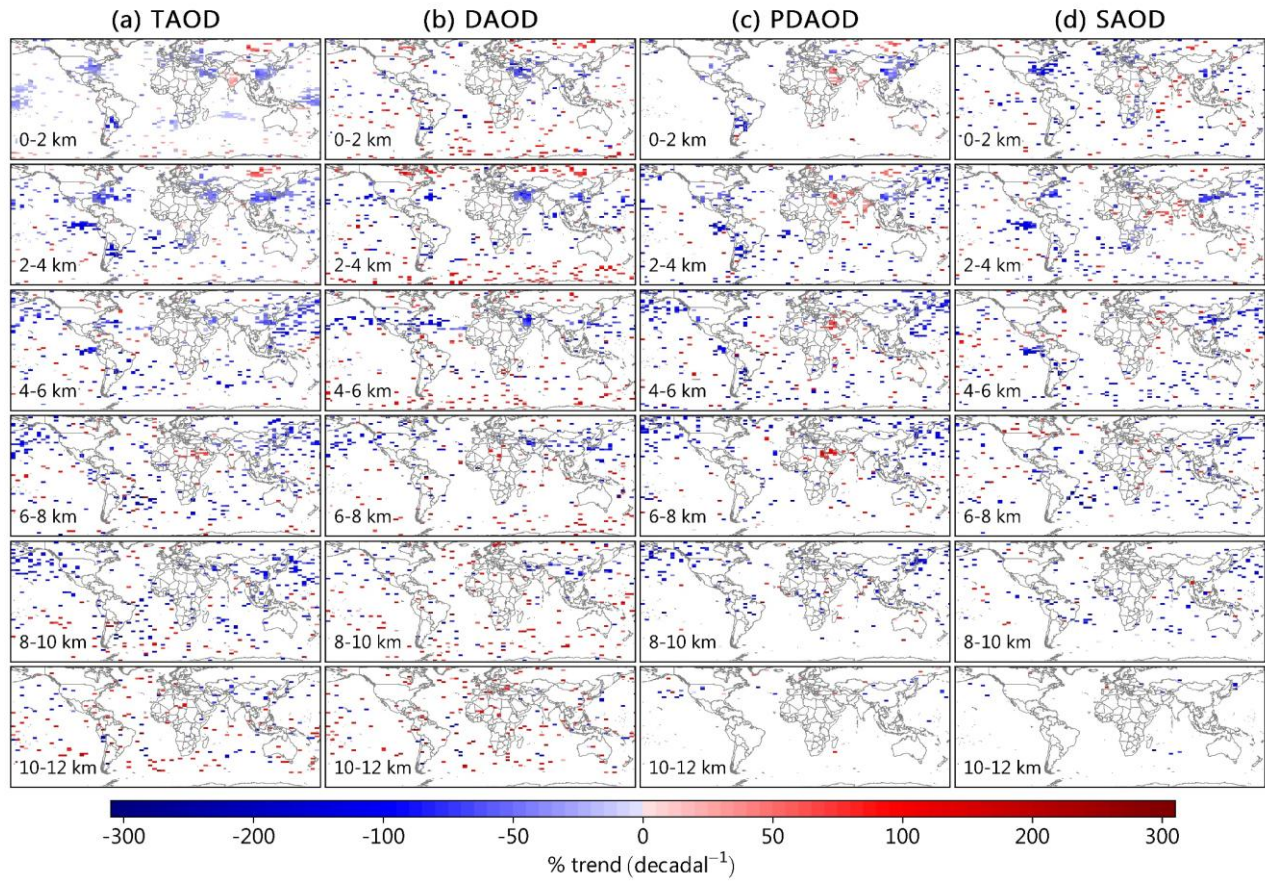 (a) TAOD (b) DAOD (c) PDAOD (d) SAOD
0-2 km 0-2 km 0-2 km 0-2 km
2-4 km 2-4 km 2-4 km 2-4 km
4-6 km 4-6 km 4-6 km 4-6 km
6-8 km 6-8 km 6-8 km 6-8 km
8-10 km 8-10 km 8-10 km 8-10 km
10-12 km 10-12 km 10-12 km 10-12 km
-300 -200 -100 -50 0 50 100 200 300
% trend (decadal⁻¹)